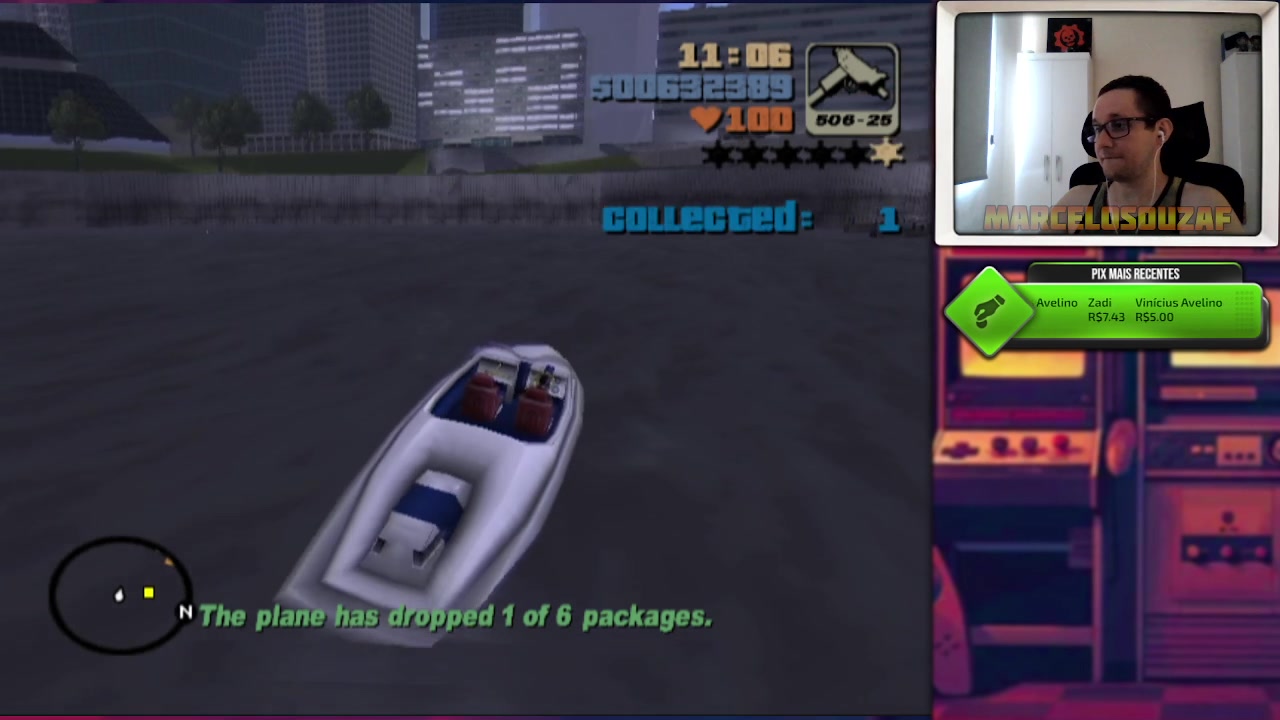 11:06
$00632389
100
506-25
COLLECTED: 1
N
The plane has dropped 1 of 6 packages.
MARCELOSOUZAF
PIX MAIS RECENTES
Avelino Zadi Vinícius Avelino
R$7.43 R$5.00